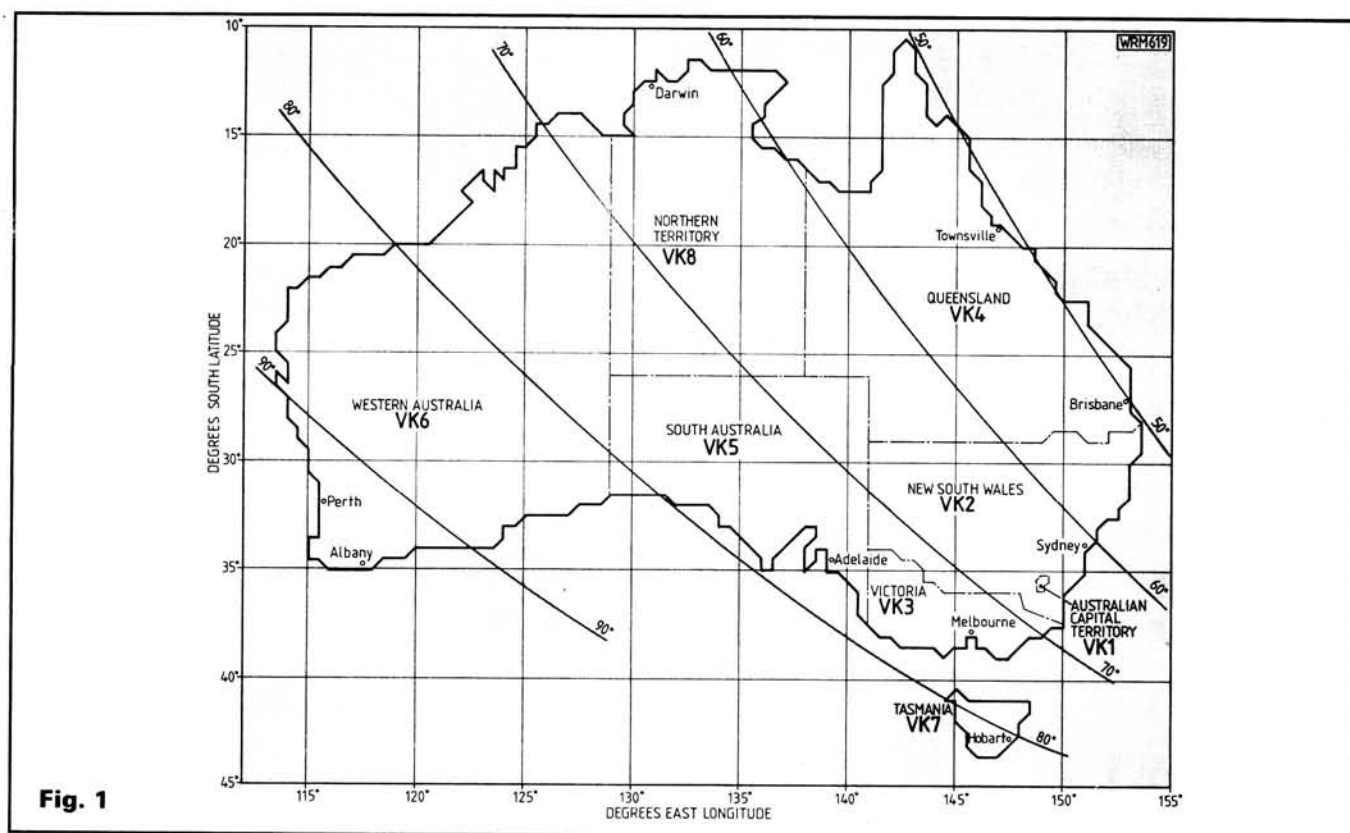 10°
70°
60°
50°
WRM619
Darwin
80°
15°
NORTHERN
TERRITORY
VK8
Townsville
20°
QUEENSLAND
VK4
DEGREES SOUTH LATITUDE
25°
90°
WESTERN AUSTRALIA
VK6
Brisbane
SOUTH AUSTRALIA
VK5
50°
30°
NEW SOUTH WALES
VK2
Perth
Albany
Sydney
Adelaide
35°
VICTORIA
VK3
60°
AUSTRALIAN
CAPITAL
TERRITORY
VK1
Melbourne
90°
70°
40°
TASMANIA
VK7
Hobart
80°
45°
115°
120°
125°
130°
135°
140°
145°
150°
155°
DEGREES EAST LONGITUDE
Fig. 1